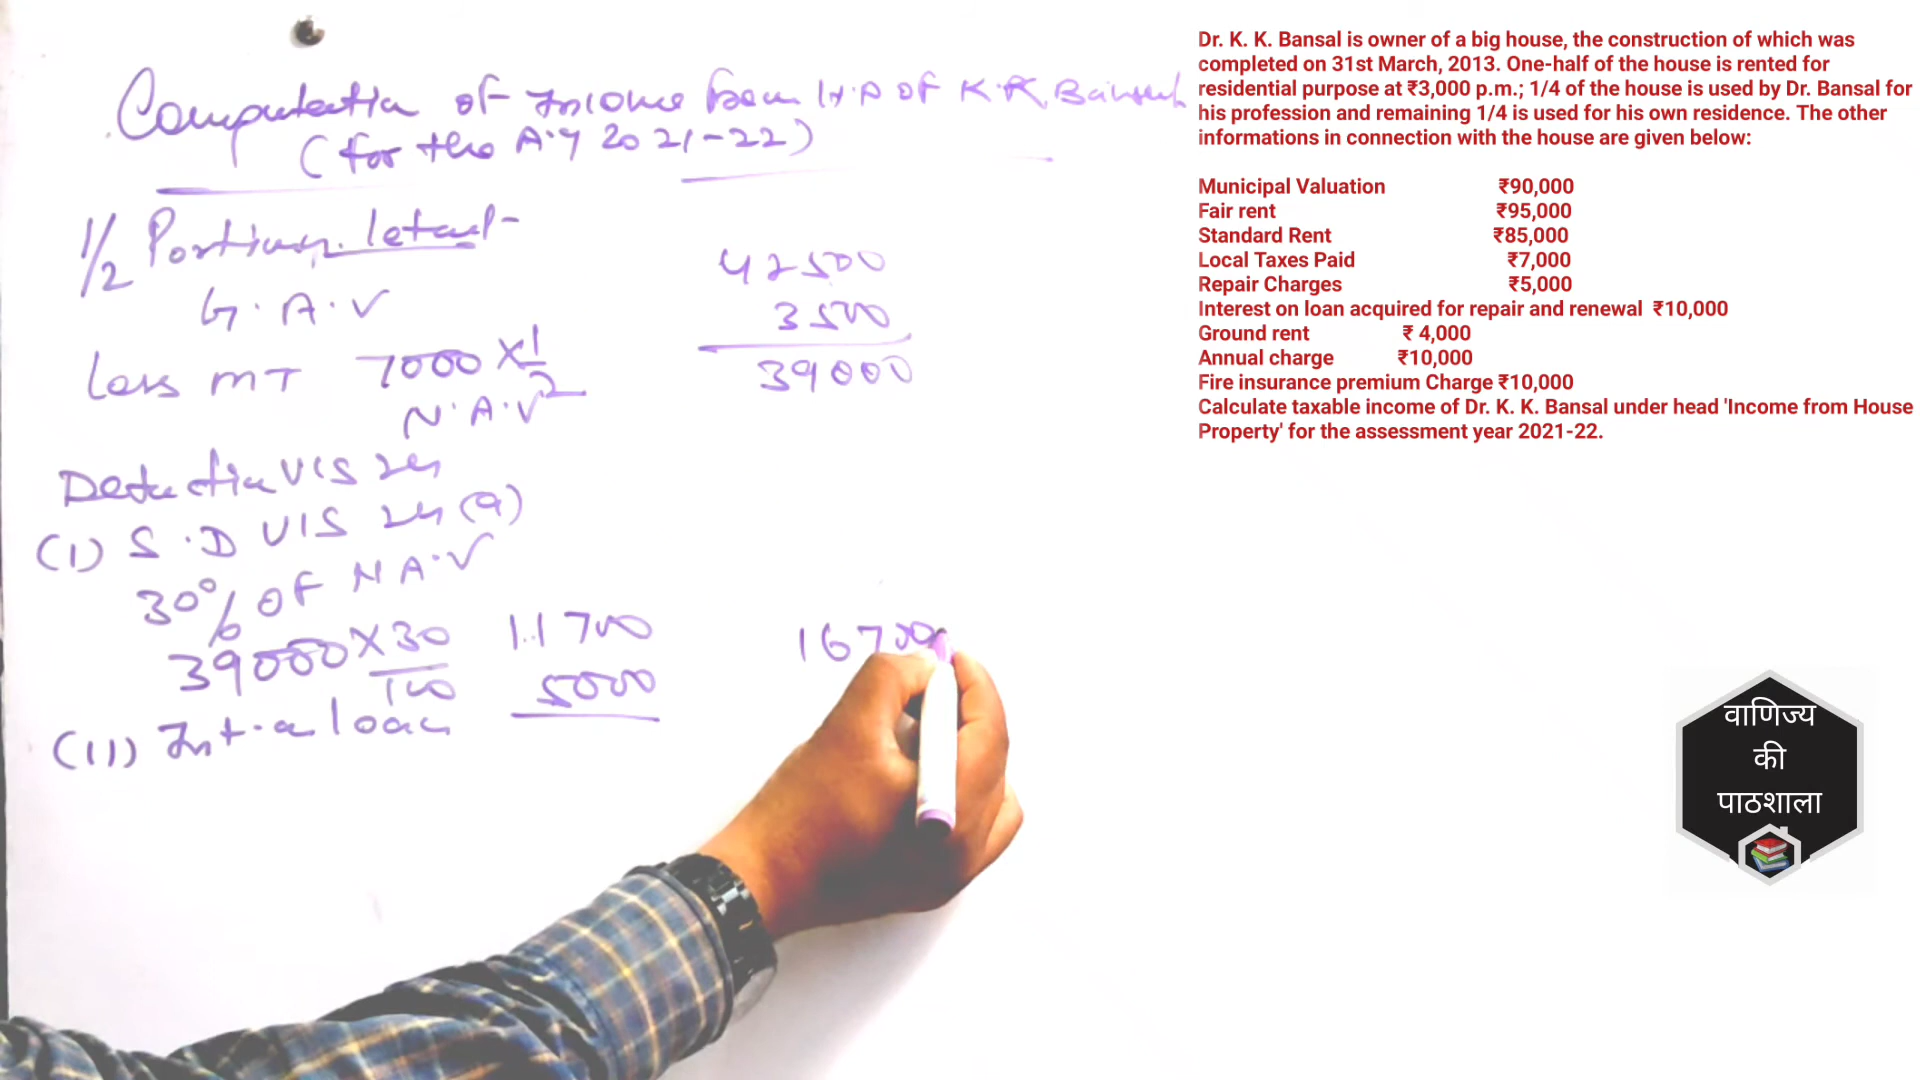 Computation of Income from H.P of K.K. Bansal
(for the A.Y 2021-22)
1/2 Portion letout-
G.A.V 42500
Less MT 7000 X 1/2 3500
N.A.V 39000
Deduction U/S 24
(I) S.D U/S 24 (a)
30% OF N A.V
39000 X 30/100 11700 16700
(II) Int.on loan 5000
Dr. K. K. Bansal is owner of a big house, the construction of which was
completed on 31st March, 2013. One-half of the house is rented for
residential purpose at ₹3,000 p.m.; 1/4 of the house is used by Dr. Bansal for
his profession and remaining 1/4 is used for his own residence. The other
informations in connection with the house are given below:
Municipal Valuation ₹90,000
Fair rent ₹95,000
Standard Rent ₹85,000
Local Taxes Paid ₹7,000
Repair Charges ₹5,000
Interest on loan acquired for repair and renewal ₹10,000
Ground rent ₹ 4,000
Annual charge ₹10,000
Fire insurance premium Charge ₹10,000
Calculate taxable income of Dr. K. K. Bansal under head 'Income from House
Property' for the assessment year 2021-22.
वाणिज्य
की
पाठशाला